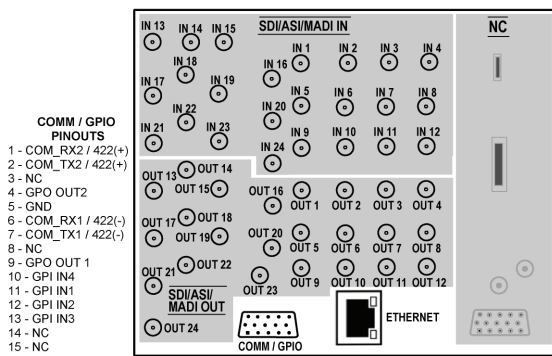 COMM / GPIO
PINOUTS
1 - COM_RX2 / 422(+)
2 - COM_TX2 / 422(+)
3 - NC
4 - GPO OUT2
5 - GND
6 - COM_RX1 / 422(-)
7 - COM_TX1 / 422(-)
8 - NC
9 - GPO OUT 1
10 - GPI IN4
11 - GPI IN1
12 - GPI IN2
13 - GPI IN3
14 - NC
15 - NC
SDI/ASI/MADI IN
IN 13
IN 14
IN 15
IN 16
IN 1
IN 2
IN 3
IN 4
IN 17
IN 18
IN 19
IN 20
IN 5
IN 6
IN 7
IN 8
IN 21
IN 22
IN 23
IN 24
IN 9
IN 10
IN 11
IN 12
OUT 13
OUT 14
OUT 15
OUT 16
OUT 1
OUT 2
OUT 3
OUT 4
OUT 17
OUT 18
OUT 19
OUT 20
OUT 5
OUT 6
OUT 7
OUT 8
OUT 21
OUT 22
OUT 23
OUT 9
OUT 10
OUT 11
OUT 12
SDI/ASI/
MADI OUT
OUT 24
COMM / GPIO
ETHERNET
NC